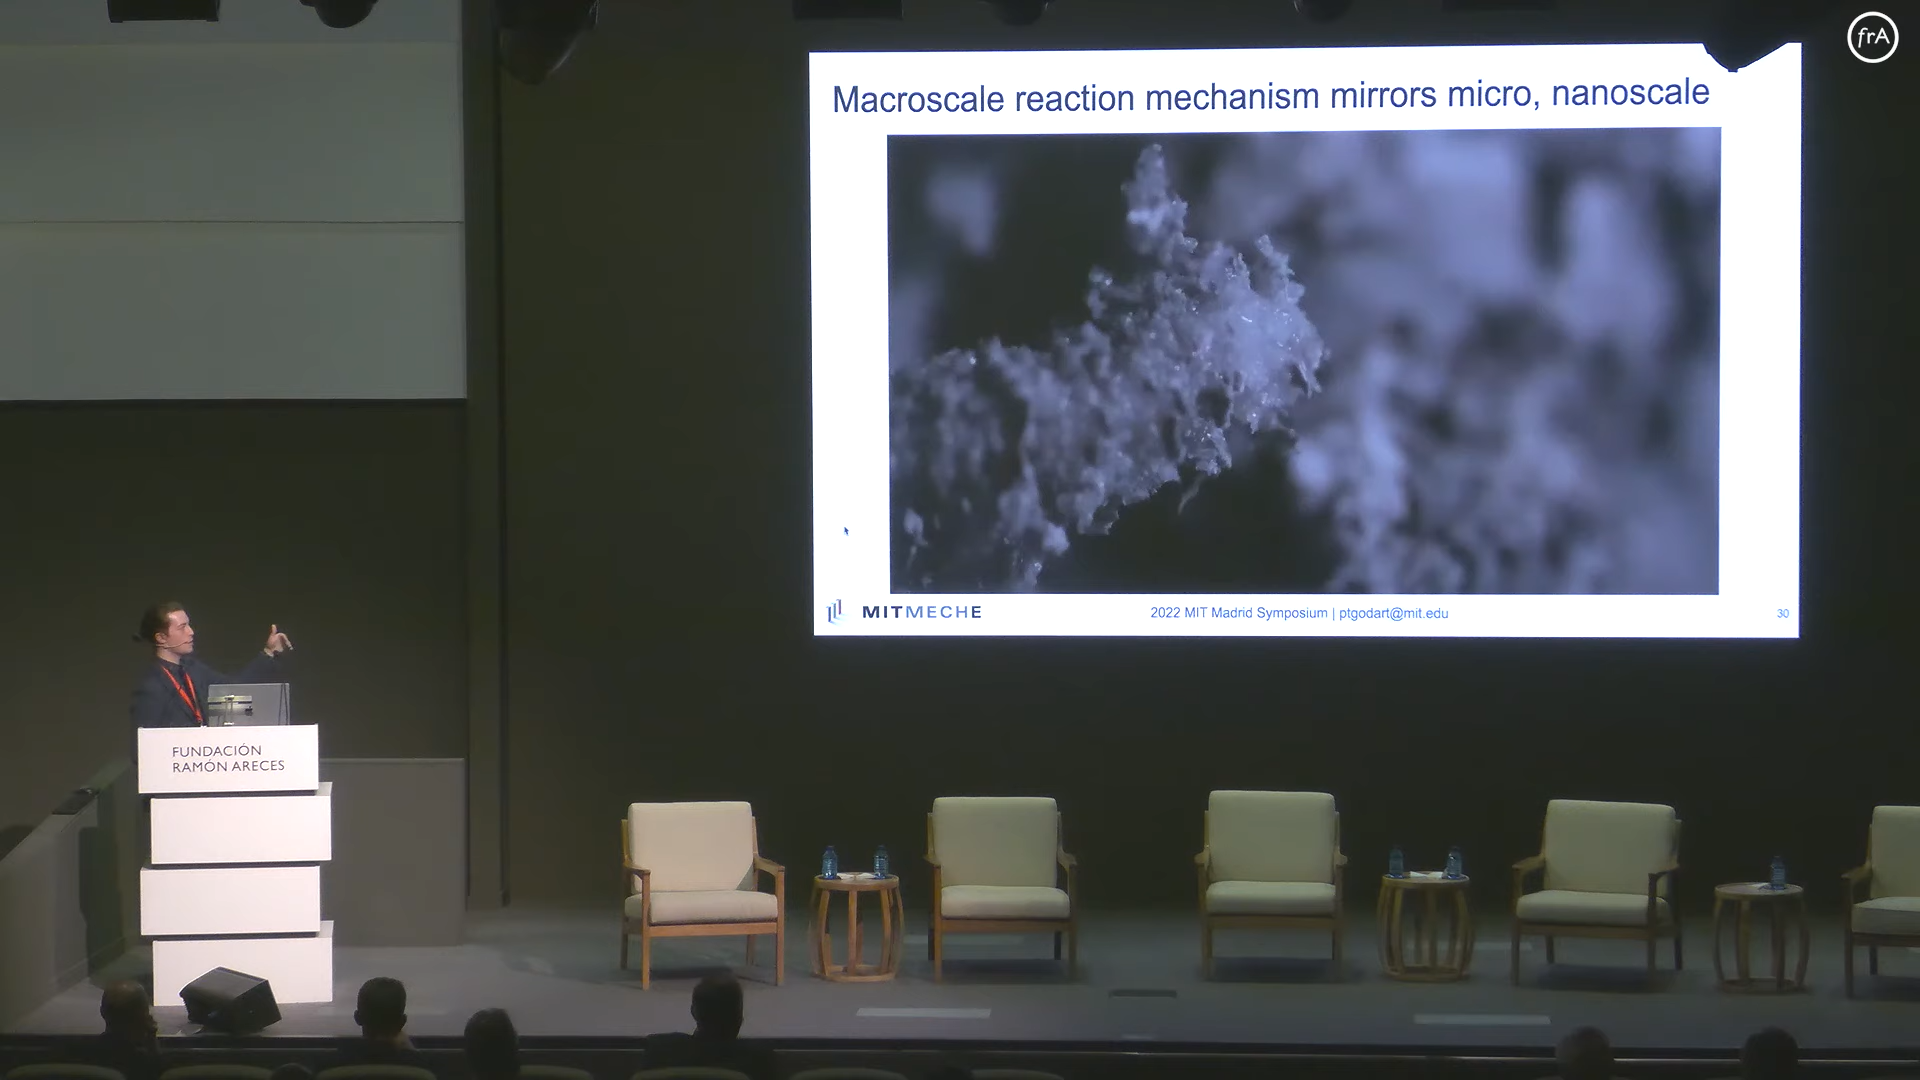 frA
Macroscale reaction mechanism mirrors micro, nanoscale
MITMECHE
2022 MIT Madrid Symposium | ptgodart@mit.edu
30
FUNDACIÓN
RAMÓN ARECES